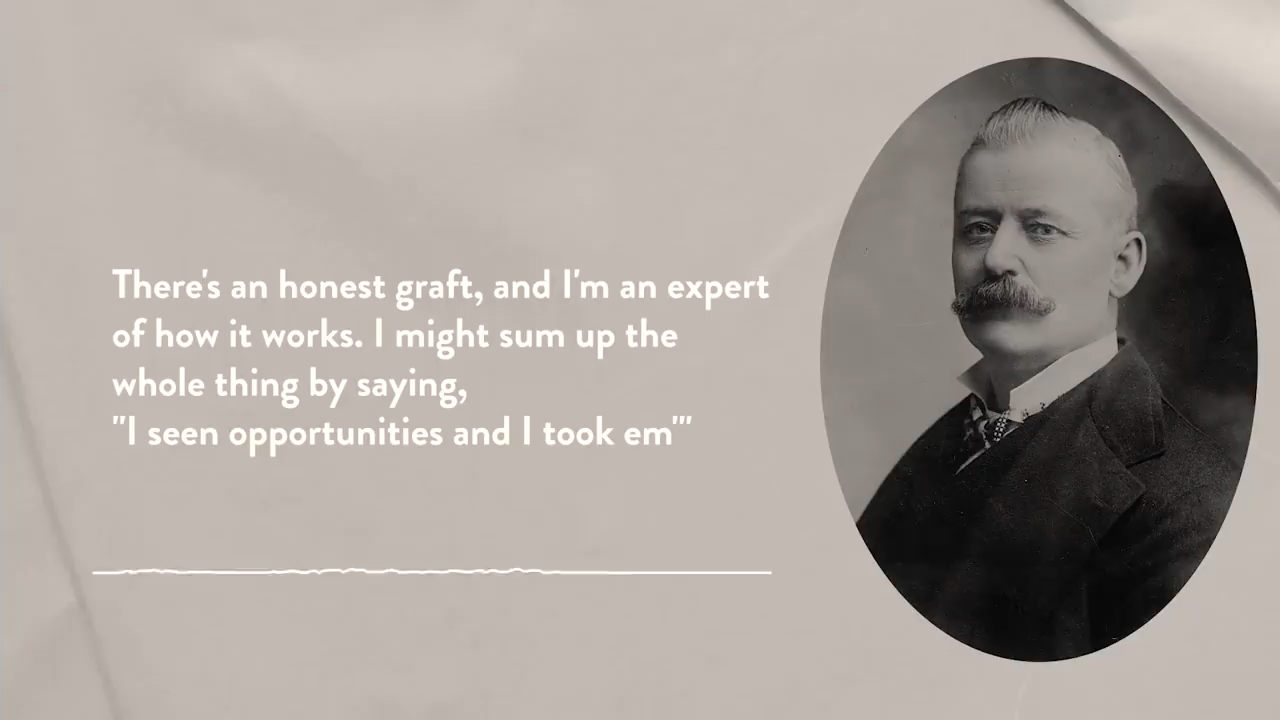 There's an honest graft, and I'm an expert
of how it works. I might sum up the
whole thing by saying,
"I seen opportunities and I took em'"